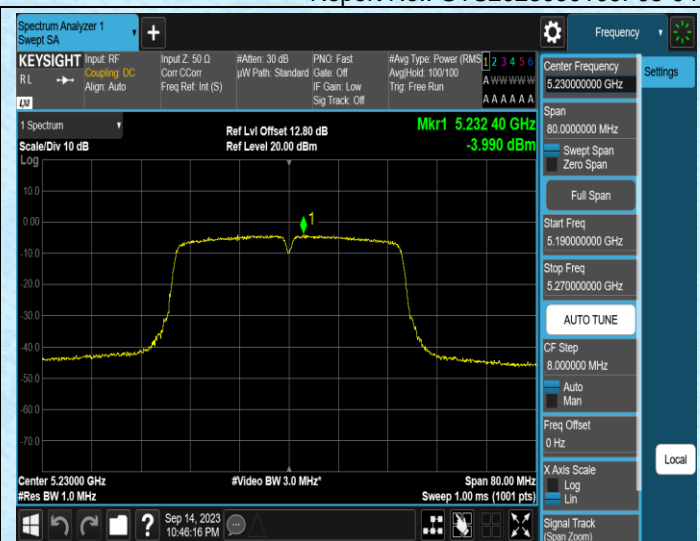 Spectrum Analyzer 1
Swept SA
+
Frequency
KEYSIGHT
RL
LXI
Input: RF
Coupling: DC
Align: Auto
Input Z: 50 Ω
Corr CCorr
Freq Ref: Int (S)
#Atten: 30 dB
µW Path: Standard
PNO: Fast
Gate: Off
IF Gain: Low
Sig Track: Off
#Avg Type: Power (RMS
Avg|Hold: 100/100
Trig: Free Run
1 2 3 4 5 6
A W W W W W
A A A A A A
Center Frequency
5.230000000 GHz
Settings
Span
80.0000000 MHz
Swept Span
Zero Span
Full Span
Start Freq
5.190000000 GHz
Stop Freq
5.270000000 GHz
AUTO TUNE
CF Step
8.000000 MHz
Auto
Man
Freq Offset
0 Hz
X Axis Scale
Log
Lin
Local
Signal Track
(Span Zoom)
1 Spectrum
Scale/Div 10 dB
Log
Ref Lvl Offset 12.80 dB
Ref Level 20.00 dBm
Mkr1 5.232 40 GHz
-3.990 dBm
10.0
0.00
1
-10.0
-20.0
-30.0
-40.0
-50.0
-60.0
-70.0
Center 5.23000 GHz
#Res BW 1.0 MHz
#Video BW 3.0 MHz*
Span 80.00 MHz
Sweep 1.00 ms (1001 pts)
?
Sep 14, 2023
10:46:16 PM